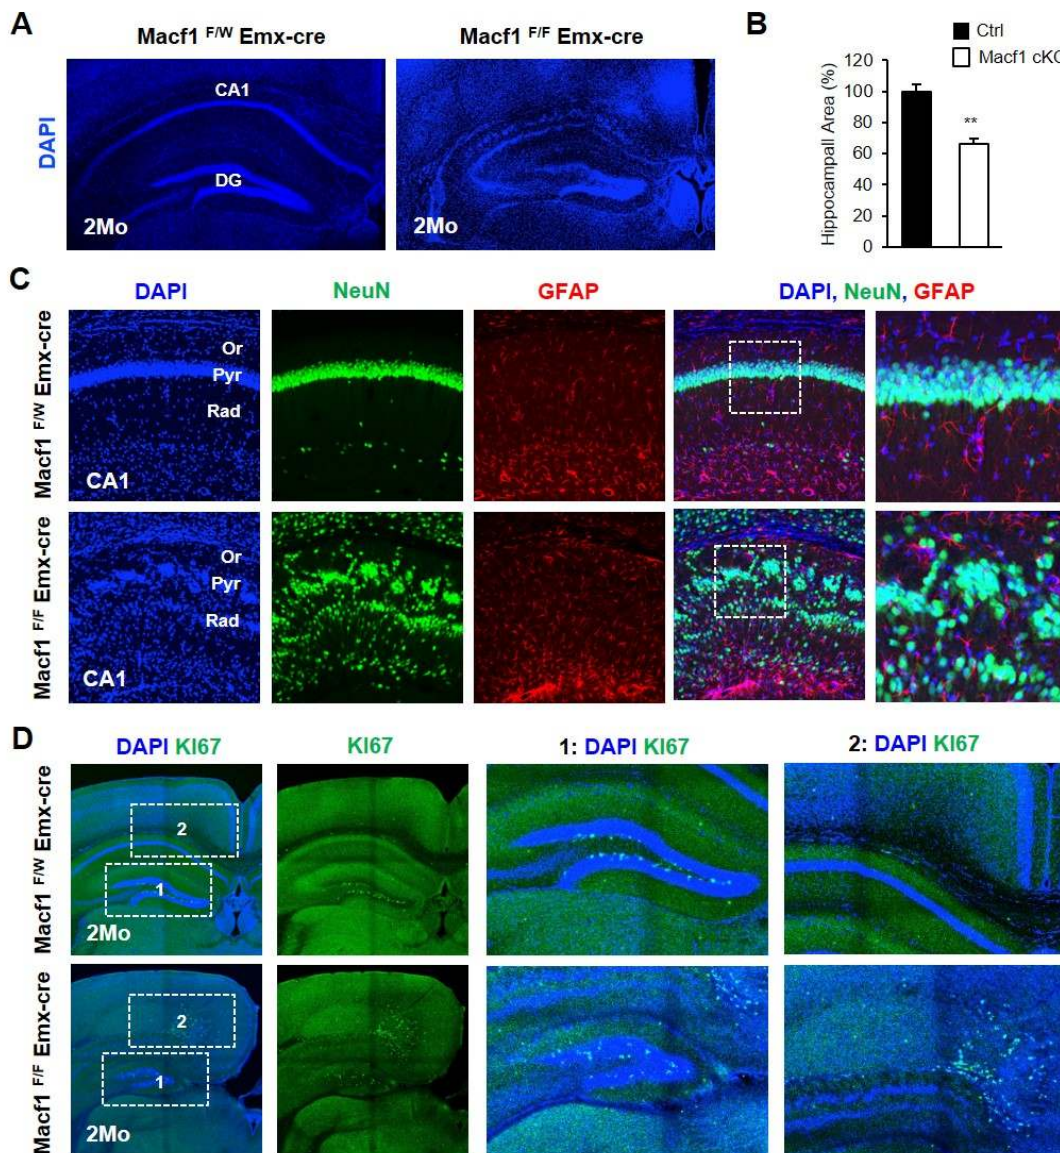 A
Macf1 F/W Emx-cre
Macf1 F/F Emx-cre
DAPI
CA1
DG
2Mo
2Mo
B
Ctrl
Macf1 cKO
Hippocampall Area (%)
120
100
80
60
40
20
0
**
C
DAPI
NeuN
GFAP
DAPI, NeuN, GFAP
Macf1 F/W Emx-cre
Or
Pyr
Rad
CA1
Macf1 F/F Emx-cre
Or
Pyr
Rad
CA1
D
DAPI KI67
KI67
1: DAPI KI67
2: DAPI KI67
Macf1 F/W Emx-cre
2
1
2Mo
Macf1 F/F Emx-cre
2
1
2Mo